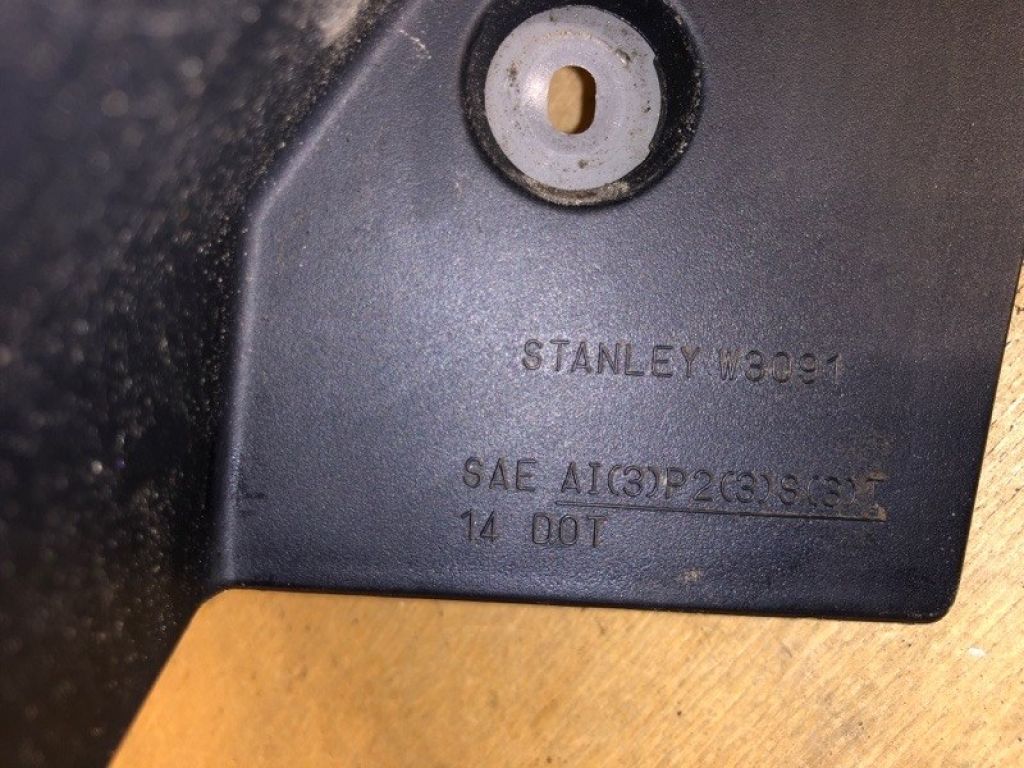 STANLEY W3091
SAE AI(3)P2(3)S(3)T
14 DOT